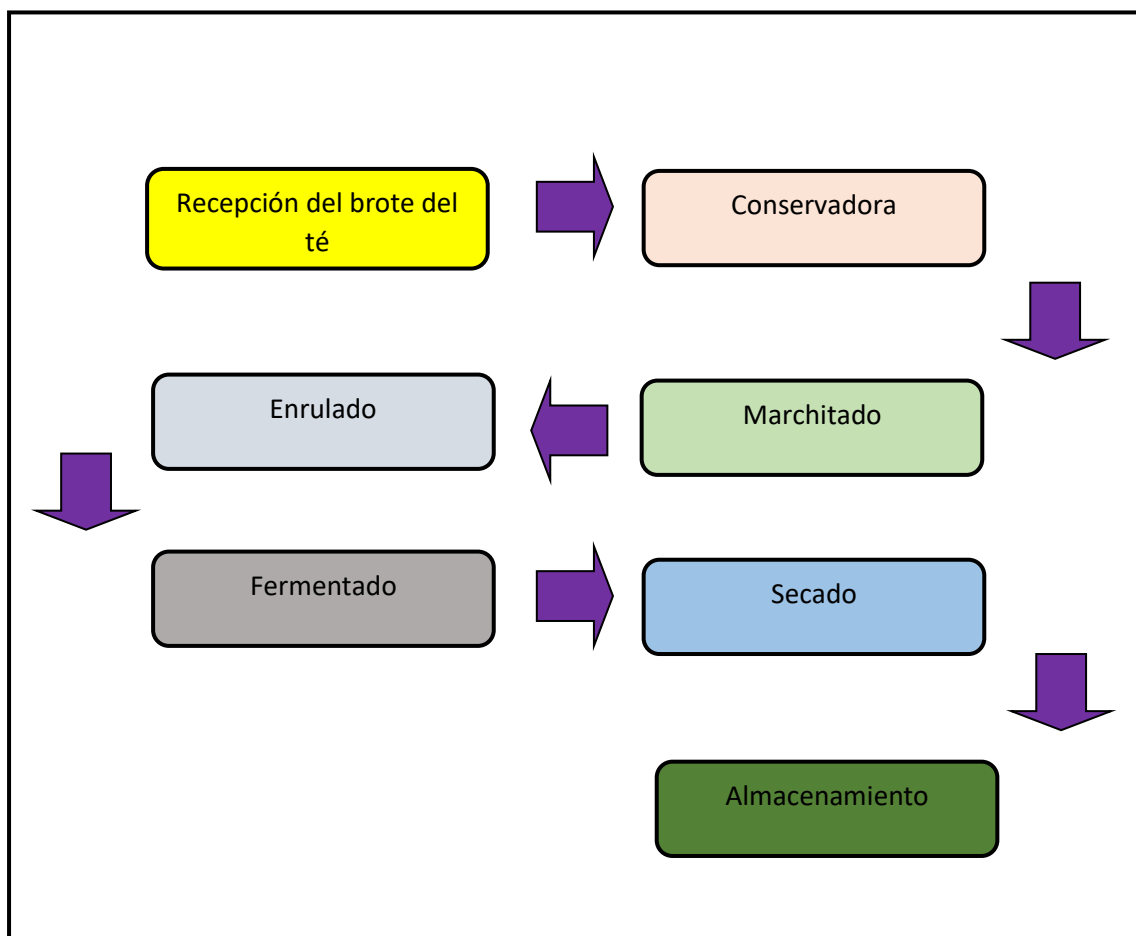 Recepción del brote del
té
Conservadora
Marchitado
Enrulado
Fermentado
Secado
Almacenamiento